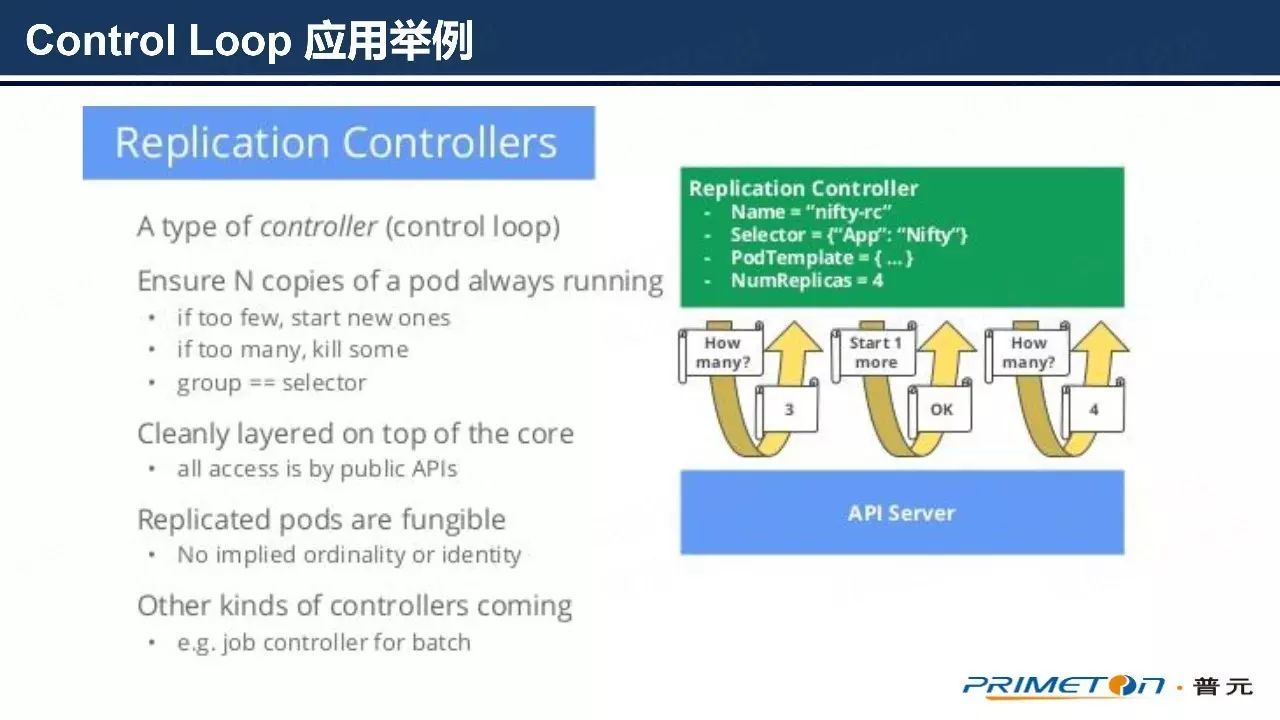 Control Loop 应用举例
Replication Controllers
A type of controller (control loop)
Ensure N copies of a pod always running
• if too few, start new ones
• if too many, kill some
• group == selector
Cleanly layered on top of the core
• all access is by public APIs
Replicated pods are fungible
• No implied ordinality or identity
Other kinds of controllers coming
• e.g. job controller for batch
Replication Controller
- Name = “nifty-rc”
- Selector = {“App”: “Nifty”}
- PodTemplate = { ... }
- NumReplicas = 4
How
many?
3
Start 1
more
OK
How
many?
4
API Server
PRIMETON · 普元